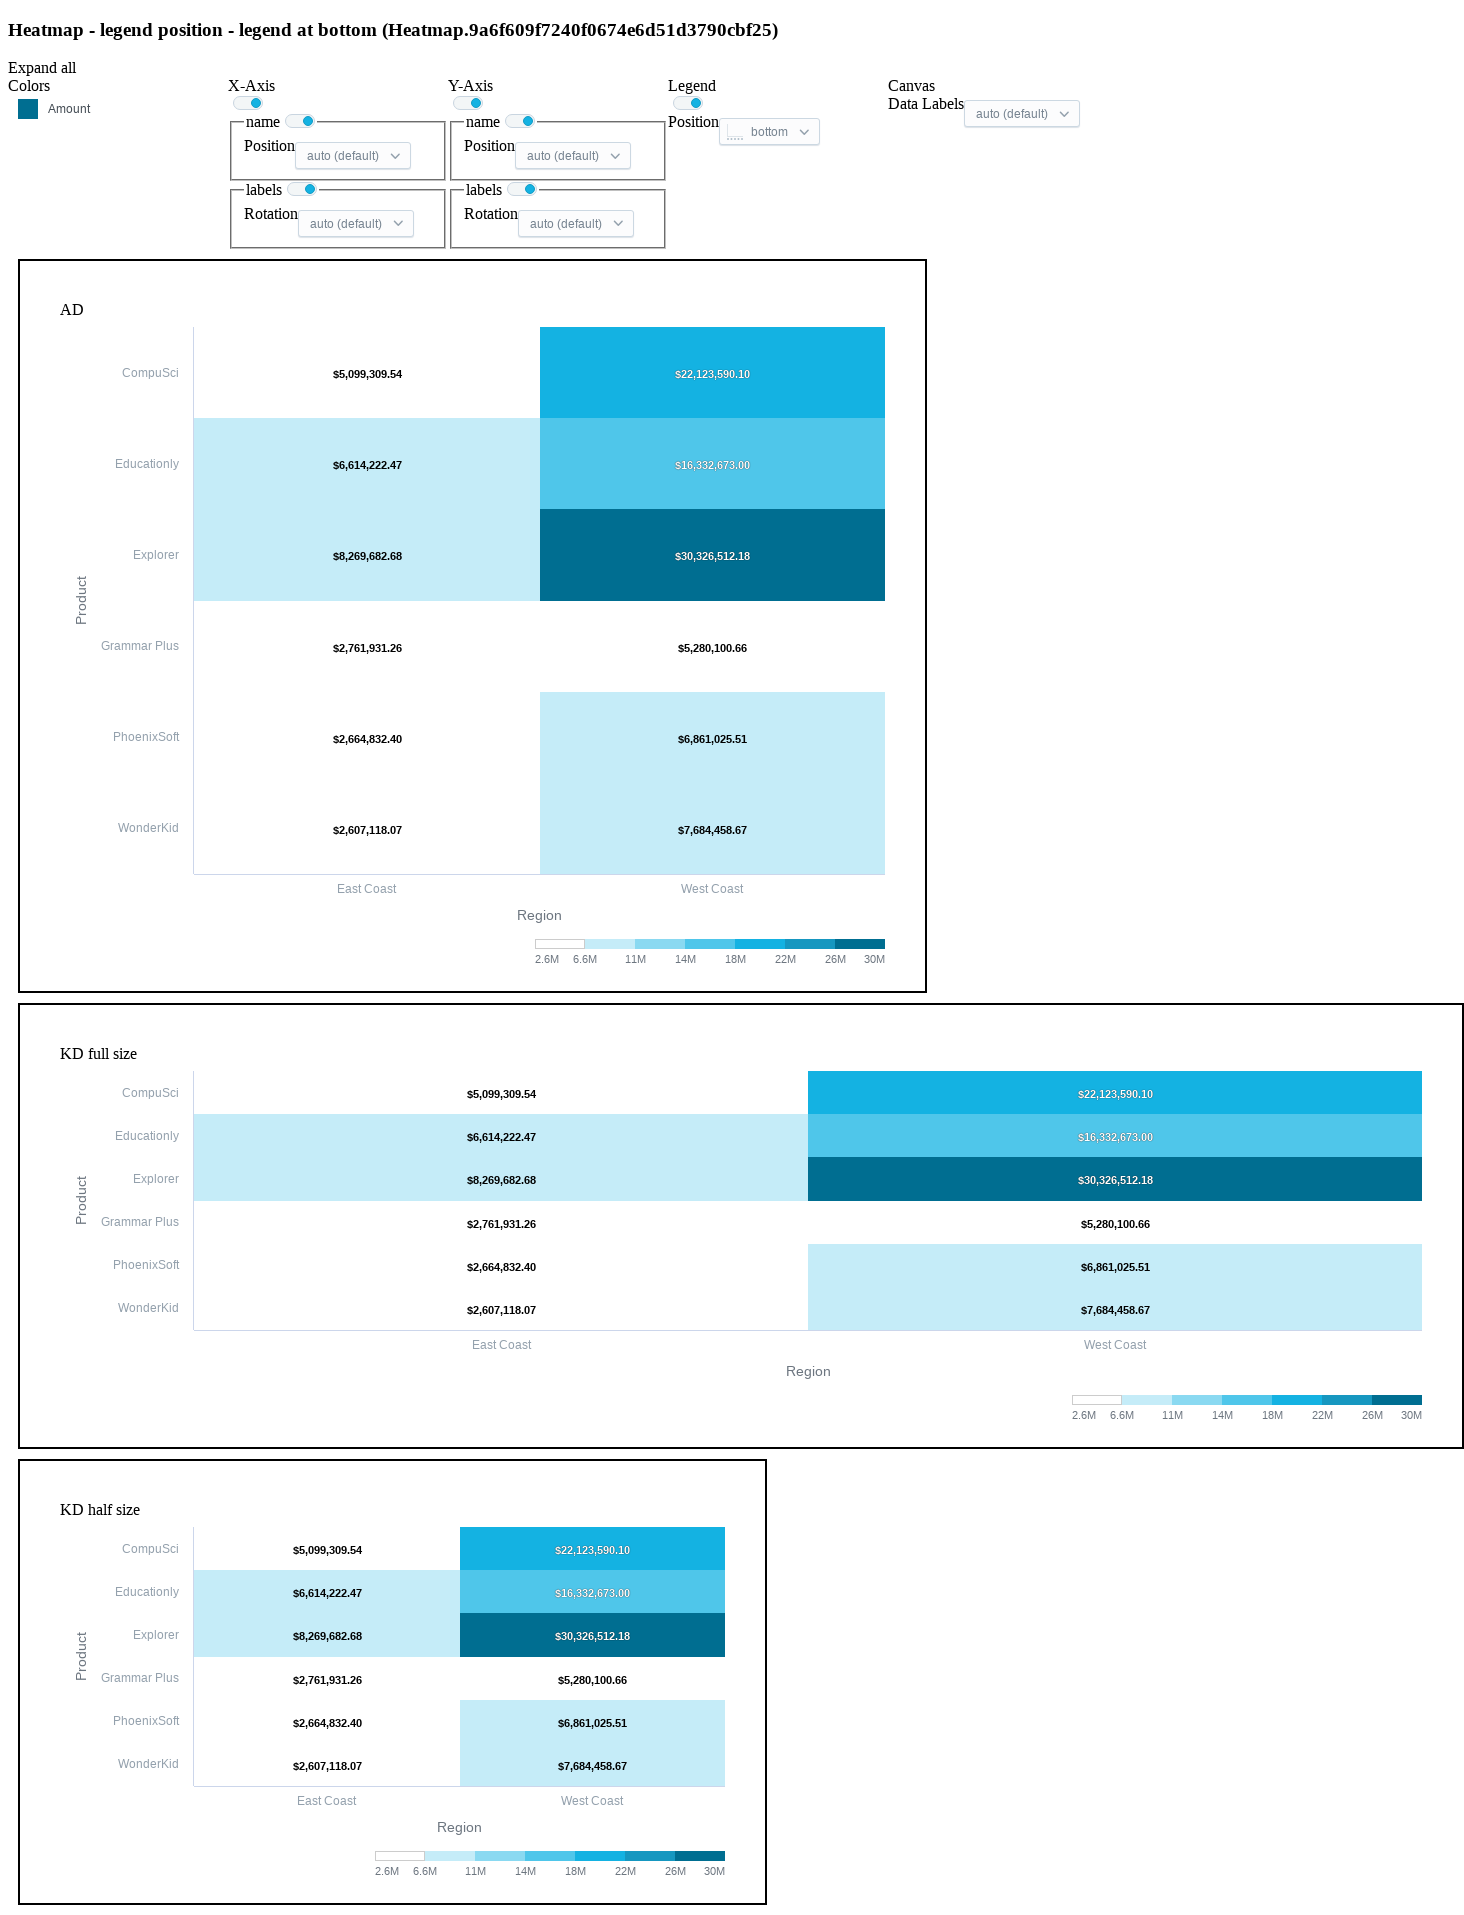 Heatmap - legend position - legend at bottom (Heatmap.9a6f609f7240f0674e6d51d3790cbf25)
Expand all
Colors
Amount
X-Axis
name
Position auto (default)
labels
Rotation auto (default)
Y-Axis
name
Position auto (default)
labels
Rotation auto (default)
Legend
Position bottom
Canvas
Data Labels auto (default)
AD
CompuSci $5,099,309.54 $22,123,590.10
Educationly $6,614,222.47 $16,332,673.00
Explorer $8,269,682.68 $30,326,512.18
Product
Grammar Plus $2,761,931.26 $5,280,100.66
PhoenixSoft $2,664,832.40 $6,861,025.51
WonderKid $2,607,118.07 $7,684,458.67
East Coast West Coast
Region
2.6M 6.6M 11M 14M 18M 22M 26M 30M
KD full size
CompuSci $5,099,309.54 $22,123,590.10
Educationly $6,614,222.47 $16,332,673.00
Explorer $8,269,682.68 $30,326,512.18
Product
Grammar Plus $2,761,931.26 $5,280,100.66
PhoenixSoft $2,664,832.40 $6,861,025.51
WonderKid $2,607,118.07 $7,684,458.67
East Coast West Coast
Region
2.6M 6.6M 11M 14M 18M 22M 26M 30M
KD half size
CompuSci $5,099,309.54 $22,123,590.10
Educationly $6,614,222.47 $16,332,673.00
Explorer $8,269,682.68 $30,326,512.18
Product
Grammar Plus $2,761,931.26 $5,280,100.66
PhoenixSoft $2,664,832.40 $6,861,025.51
WonderKid $2,607,118.07 $7,684,458.67
East Coast West Coast
Region
2.6M 6.6M 11M 14M 18M 22M 26M 30M